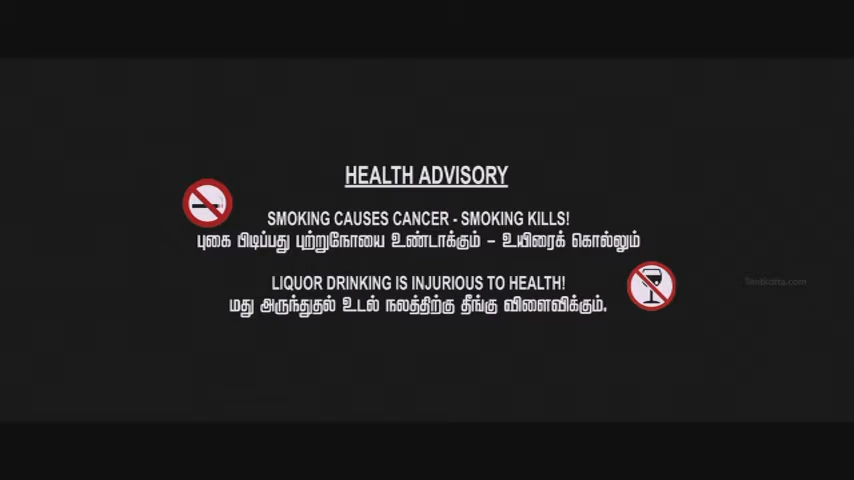 HEALTH ADVISORY
SMOKING CAUSES CANCER - SMOKING KILLS!
புகை பிடிப்பது புற்றுநோயை உண்டாக்கும் - உயிரைக் கொல்லும்
LIQUOR DRINKING IS INJURIOUS TO HEALTH!
மது அருந்துதல் உடல் நலத்திற்கு தீங்கு விளைவிக்கும்.